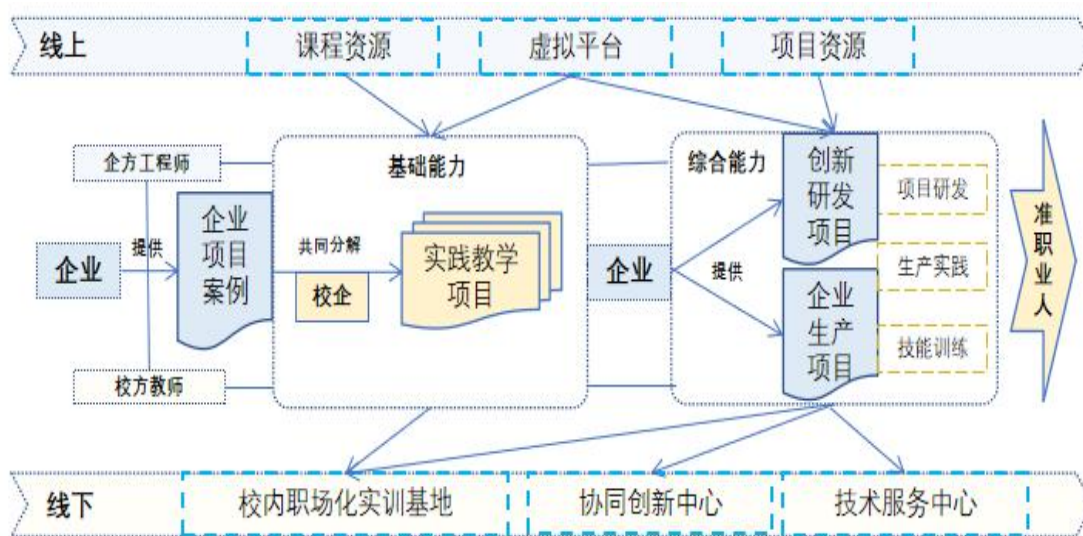 线上
课程资源
虚拟平台
项目资源
企方工程师
基础能力
综合能力
创新
研发
项目
项目研发
企业
提供
企业
项目
案例
共同分解
校企
实践教学
项目
企业
提供
生产实践
企业
生产
项目
技能训练
准职业人
校方教师
线下
校内职场化实训基地
协同创新中心
技术服务中心